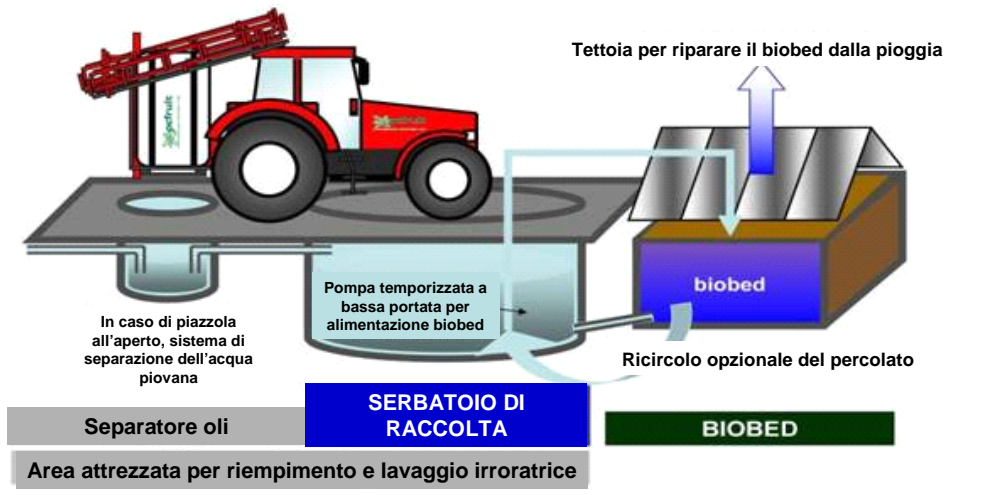 Tettoia per riparare il biobed dalla pioggia
pcfruit
pcfruit
biobed
Pompa temporizzata a
bassa portata per
alimentazione biobed
In caso di piazzola
all'aperto, sistema di
separazione dell'acqua
piovana
Ricircolo opzionale del percolato
Separatore oli
SERBATOIO DI
RACCOLTA
BIOBED
Area attrezzata per riempimento e lavaggio irroratrice